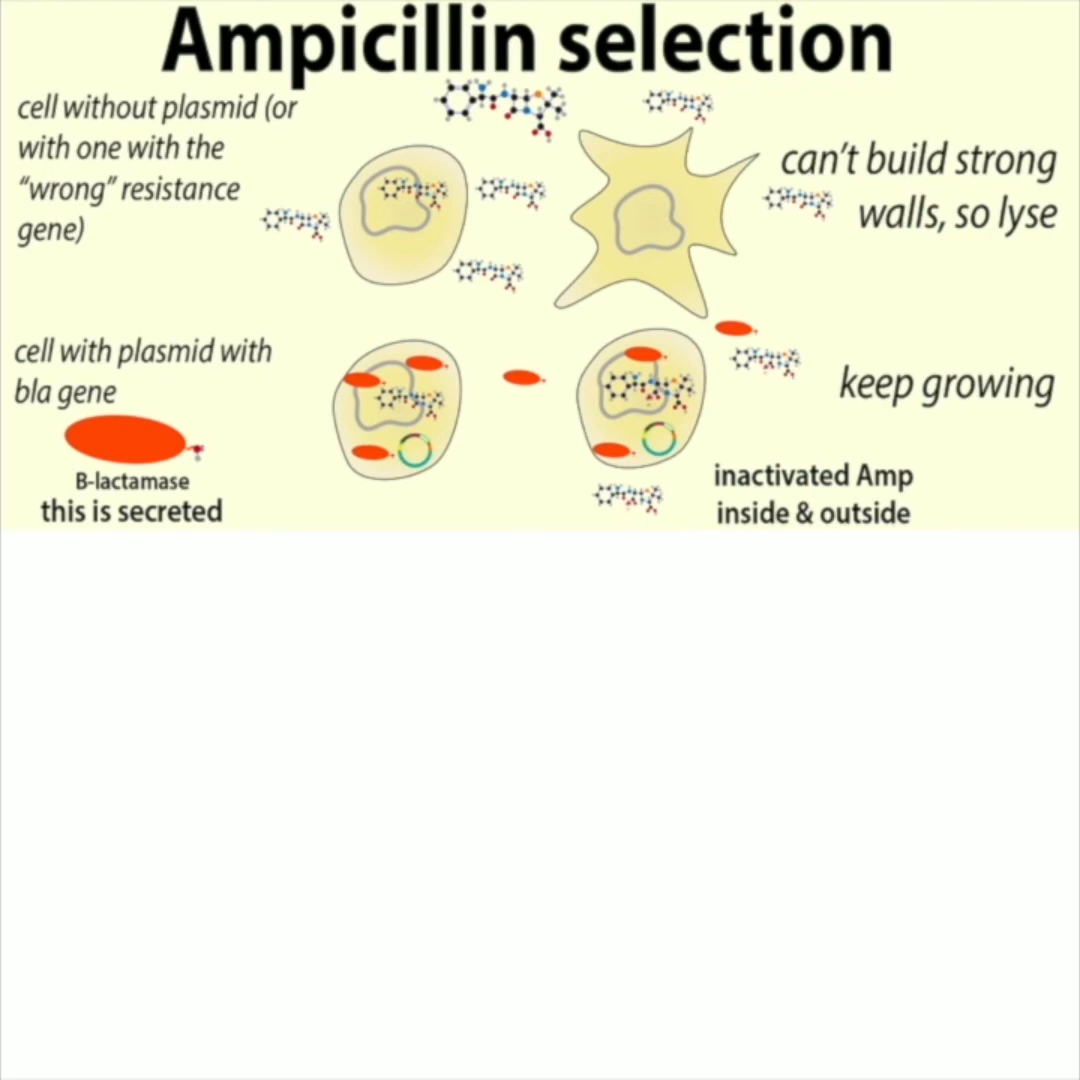 Ampicillin selection
cell without plasmid (or
with one with the
“wrong” resistance
gene)
can’t build strong
walls, so lyse
cell with plasmid with
bla gene
keep growing
B-lactamase
this is secreted
inactivated Amp
inside & outside